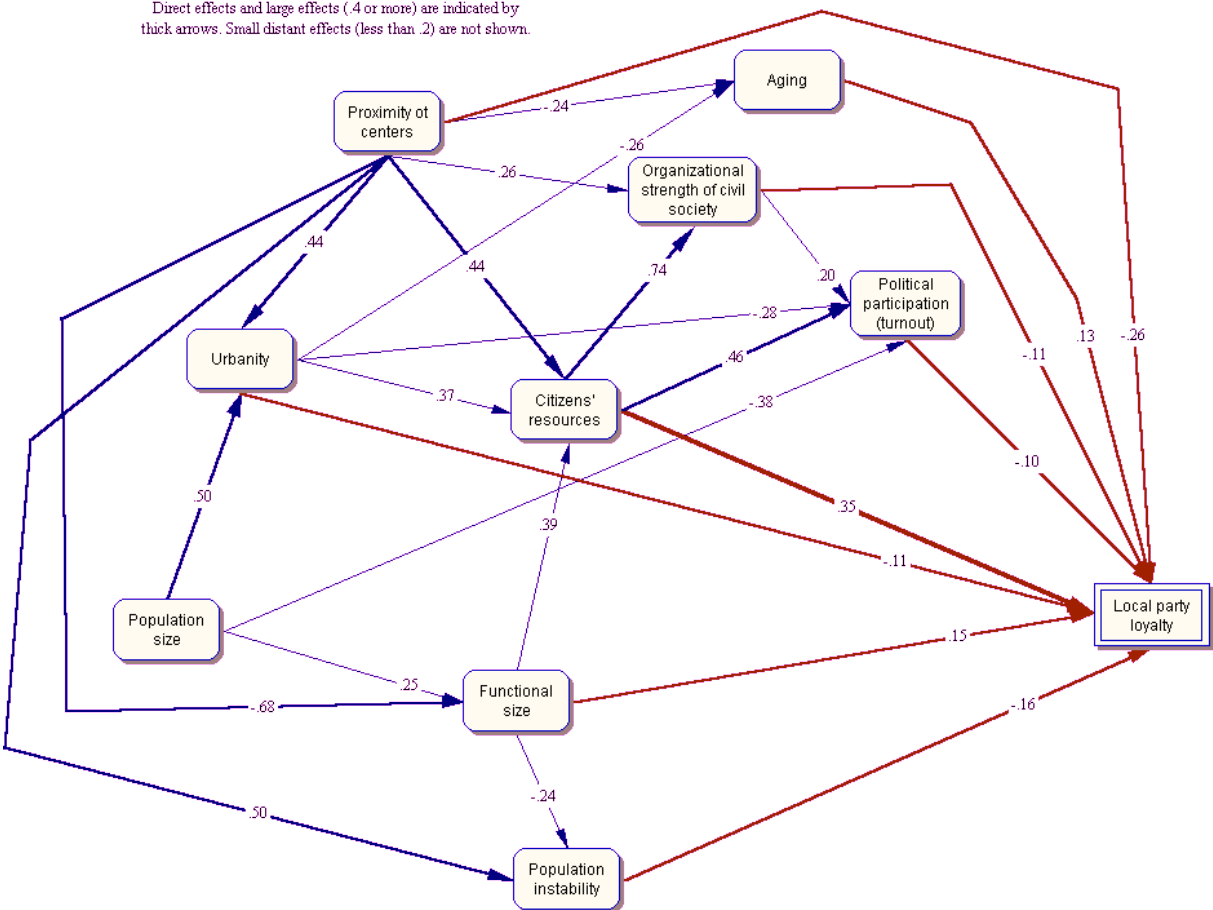 Direct effects and large effects (.4 or more) are indicated by
thick arrows. Small distant effects (less than .2) are not shown.
Aging
-.24
Proximity ot
centers
-.26
.26
Organizational
strength of civil
society
.44
.44
.74
.20
Political
participation
(turnout)
-.28
-.11
.13
-.26
Urbanity
.46
.37
Citizens'
resources
-.38
-.10
.50
.39
.35
-.11
Population
size
Local party
loyalty
.15
.25
Functional
size
-.68
-.16
-.24
.50
Population
instability